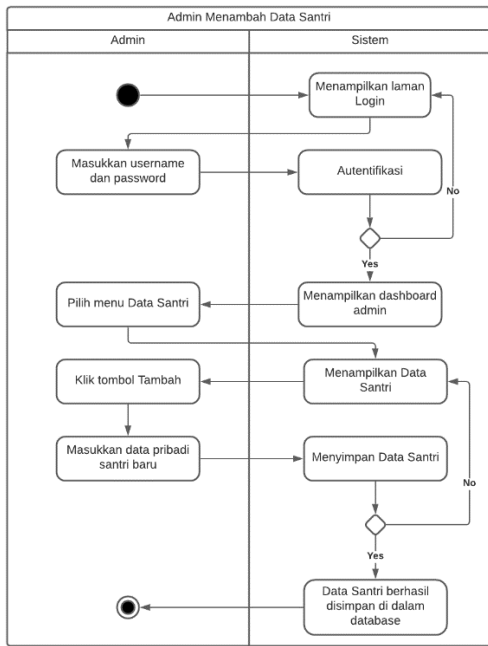 Admin Menambah Data Santri
Admin
Sistem
Menampilkan laman
Login
Masukkan username
dan password
Autentifikasi
No
Yes
Pilih menu Data Santri
Menampilkan dashboard
admin
Klik tombol Tambah
Menampilkan Data
Santri
Masukkan data pribadi
santri baru
Menyimpan Data Santri
No
Yes
Data Santri berhasil
disimpan di dalam
database